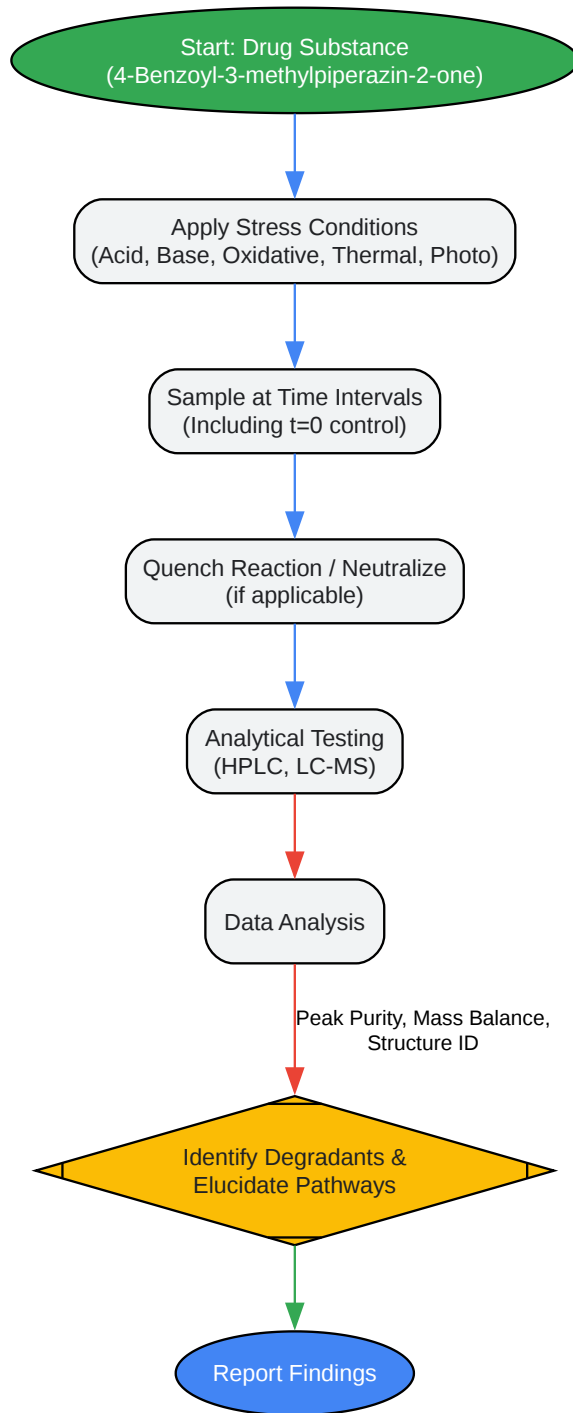 Start: Drug Substance
(4-Benzoyl-3-methylpiperazin-2-one)
Apply Stress Conditions
(Acid, Base, Oxidative, Thermal, Photo)
Sample at Time Intervals
(Including t=0 control)
Quench Reaction / Neutralize
(if applicable)
Analytical Testing
(HPLC, LC-MS)
Data Analysis
Peak Purity, Mass Balance,
Structure ID
Identify Degradants &
Elucidate Pathways
Report Findings